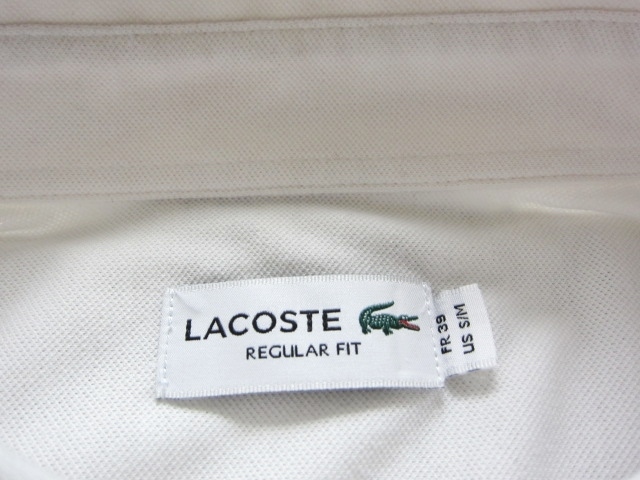 LACOSTE
REGULAR FIT
FR 39
US S/M